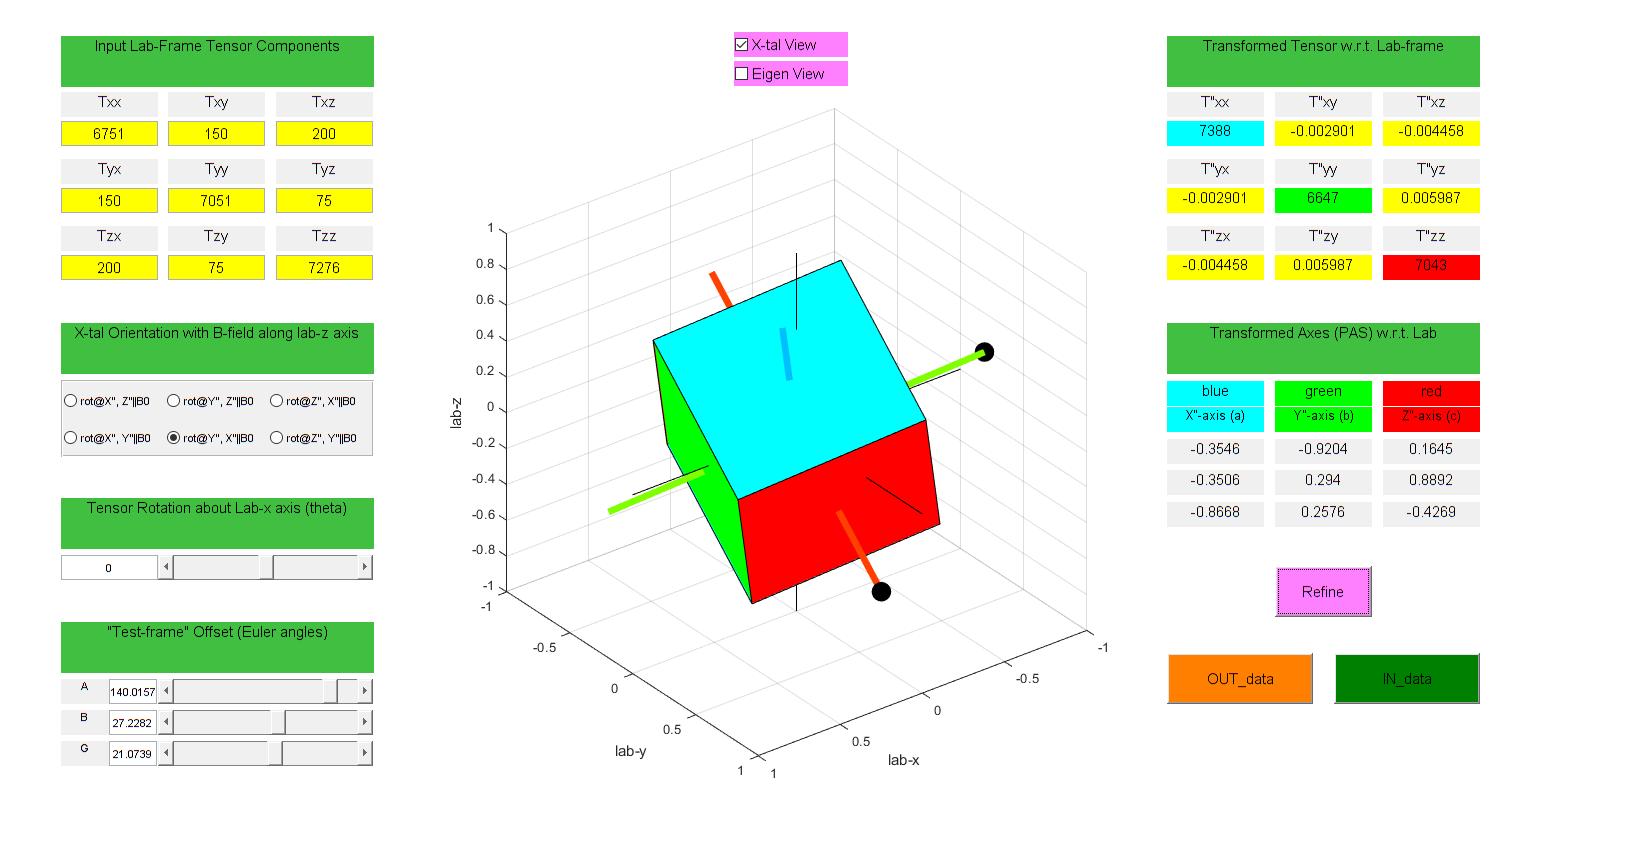 Input Lab-Frame Tensor Components
Txx Txy Txz
6751 150 200
Tyx Tyy Tyz
150 7051 75
Tzx Tzy Tzz
200 75 7276
X-tal Orientation with B-field along lab-z axis
rot@X", Z"||B0 rot@Y", Z"||B0 rot@Z", X"||B0
rot@X", Y"||B0 rot@Y", X"||B0 rot@Z", Y"||B0
Tensor Rotation about Lab-x axis (theta)
0
"Test-frame" Offset (Euler angles)
A 140.0157
B 27.2282
G 21.0739
X-tal View
Eigen View
1
0.8
0.6
0.4
0.2
0
-0.2
-0.4
-0.6
-0.8
-1
lab-z
-1
-0.5
0
0.5
1
lab-y
1
0.5
0
-0.5
-1
lab-x
Transformed Tensor w.r.t. Lab-frame
T"xx T"xy T"xz
7388 -0.002901 -0.004458
T"yx T"yy T"yz
-0.002901 6647 0.005987
T"zx T"zy T"zz
-0.004458 0.005987 7043
Transformed Axes (PAS) w.r.t. Lab
blue green red
X"-axis (a) Y"-axis (b) Z"-axis (c)
-0.3546 -0.9204 0.1645
-0.3506 0.294 0.8892
-0.8668 0.2576 -0.4269
Refine
OUT_data IN_data